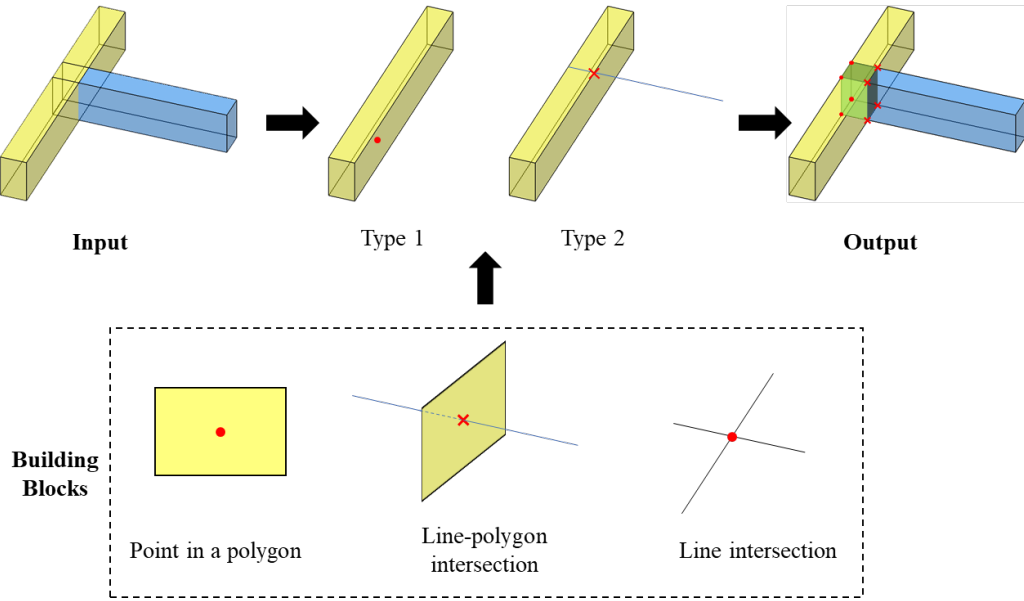 Input
Type 1
Type 2
Output
Building
Blocks
Point in a polygon
Line-polygon
intersection
Line intersection